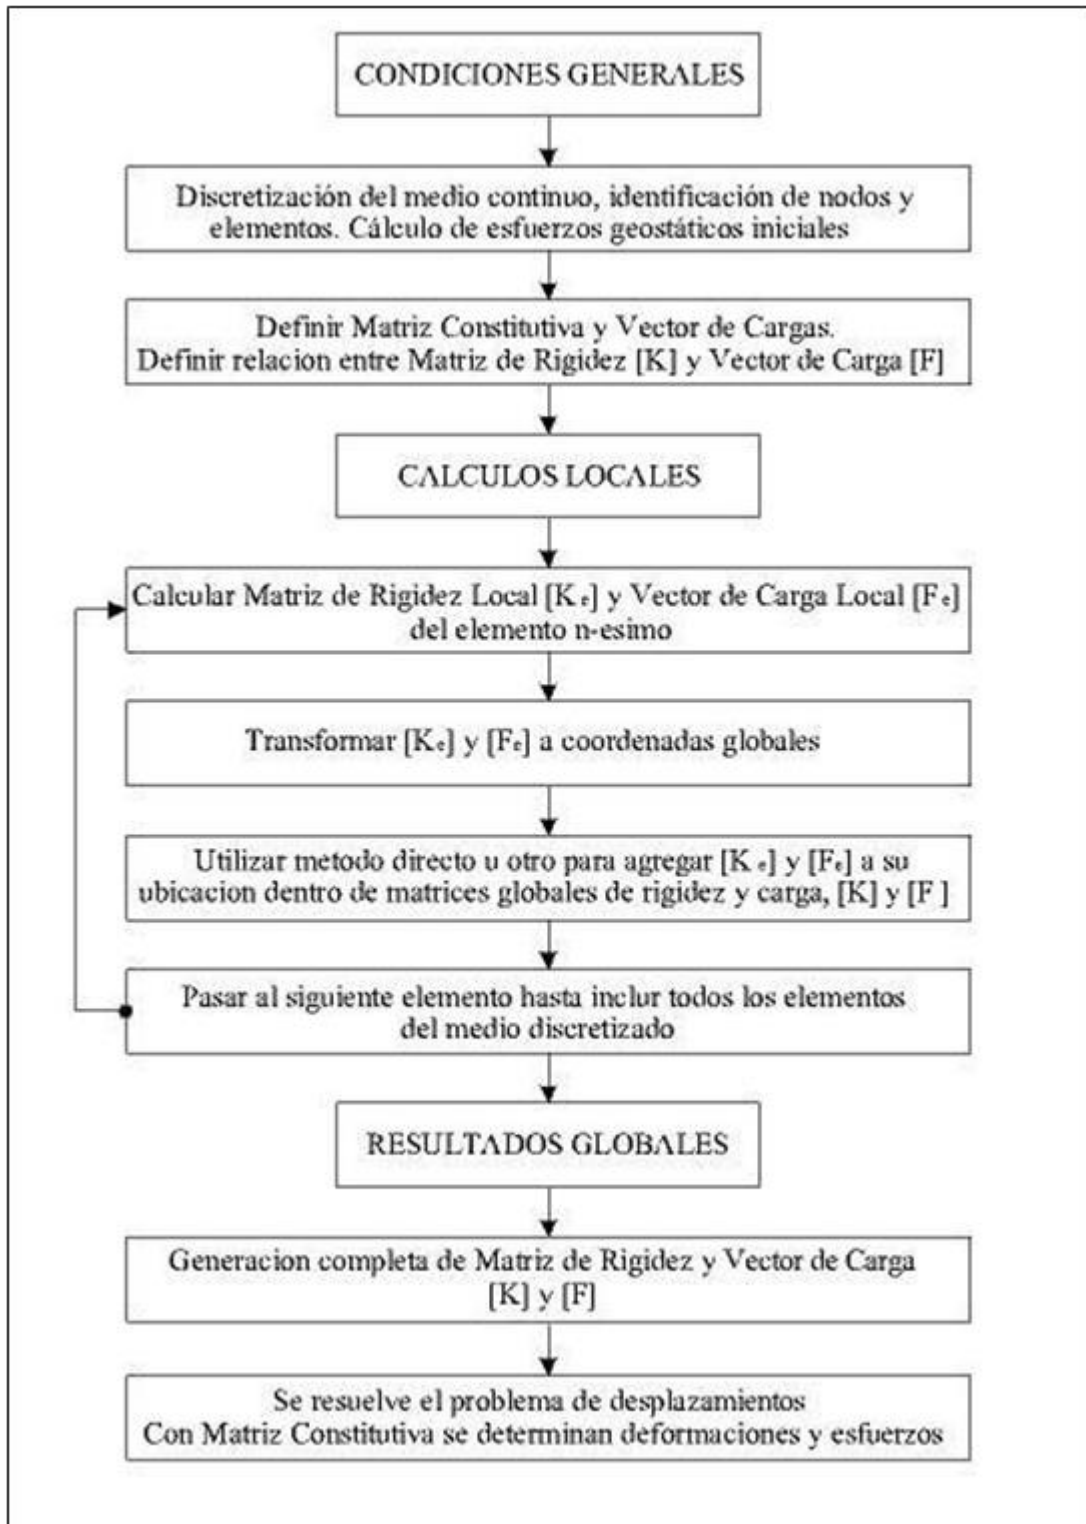 CONDICIONES GENERALES
Discretización del medio continuo, identificación de nodos y
elementos. Cálculo de esfuerzos geostáticos iniciales
Definir Matriz Constitutiva y Vector de Cargas.
Definir relacion entre Matriz de Rigidez [K] y Vector de Carga [F]
CALCULOS LOCALES
Calcular Matriz de Rigidez Local [K e] y Vector de Carga Local [F e]
del elemento n-esimo
Transformar [Ke] y [Fe] a coordenadas globales
Utilizar metodo directo u otro para agregar [K e] y [Fe] a su
ubicacion dentro de matrices globales de rigidez y carga, [K] y [F ]
Pasar al siguiente elemento hasta inclur todos los elementos
del medio discretizado
RESULTADOS GLOBALES
Generacion completa de Matriz de Rigidez y Vector de Carga
[K] y [F]
Se resuelve el problema de desplazamientos
Con Matriz Constitutiva se determinan deformaciones y esfuerzos